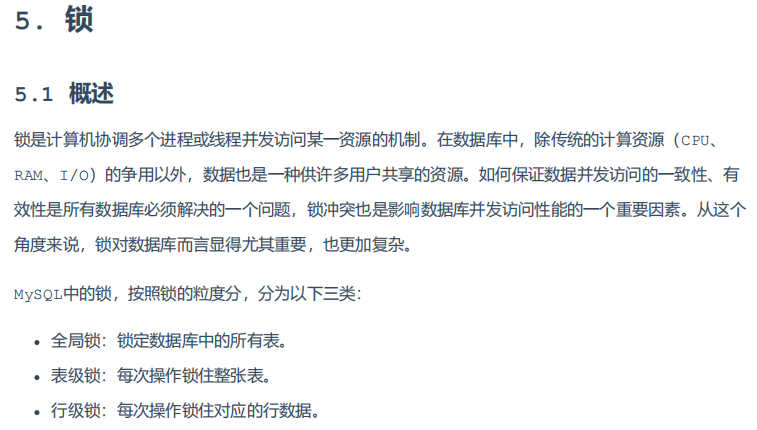 5. 锁
5.1 概述
锁是计算机协调多个进程或线程并发访问某一资源的机制。在数据库中，除传统的计算资源（CPU、
RAM、I/O）的争用以外，数据也是一种供许多用户共享的资源。如何保证数据并发访问的一致性、有
效性是所有数据库必须解决的一个问题，锁冲突也是影响数据库并发访问性能的一个重要因素。从这个
角度来说，锁对数据库而言显得尤其重要，也更加复杂。
MySQL中的锁，按照锁的粒度分，分为以下三类：
• 全局锁：锁定数据库中的所有表。
• 表级锁：每次操作锁住整张表。
• 行级锁：每次操作锁住对应的行数据。